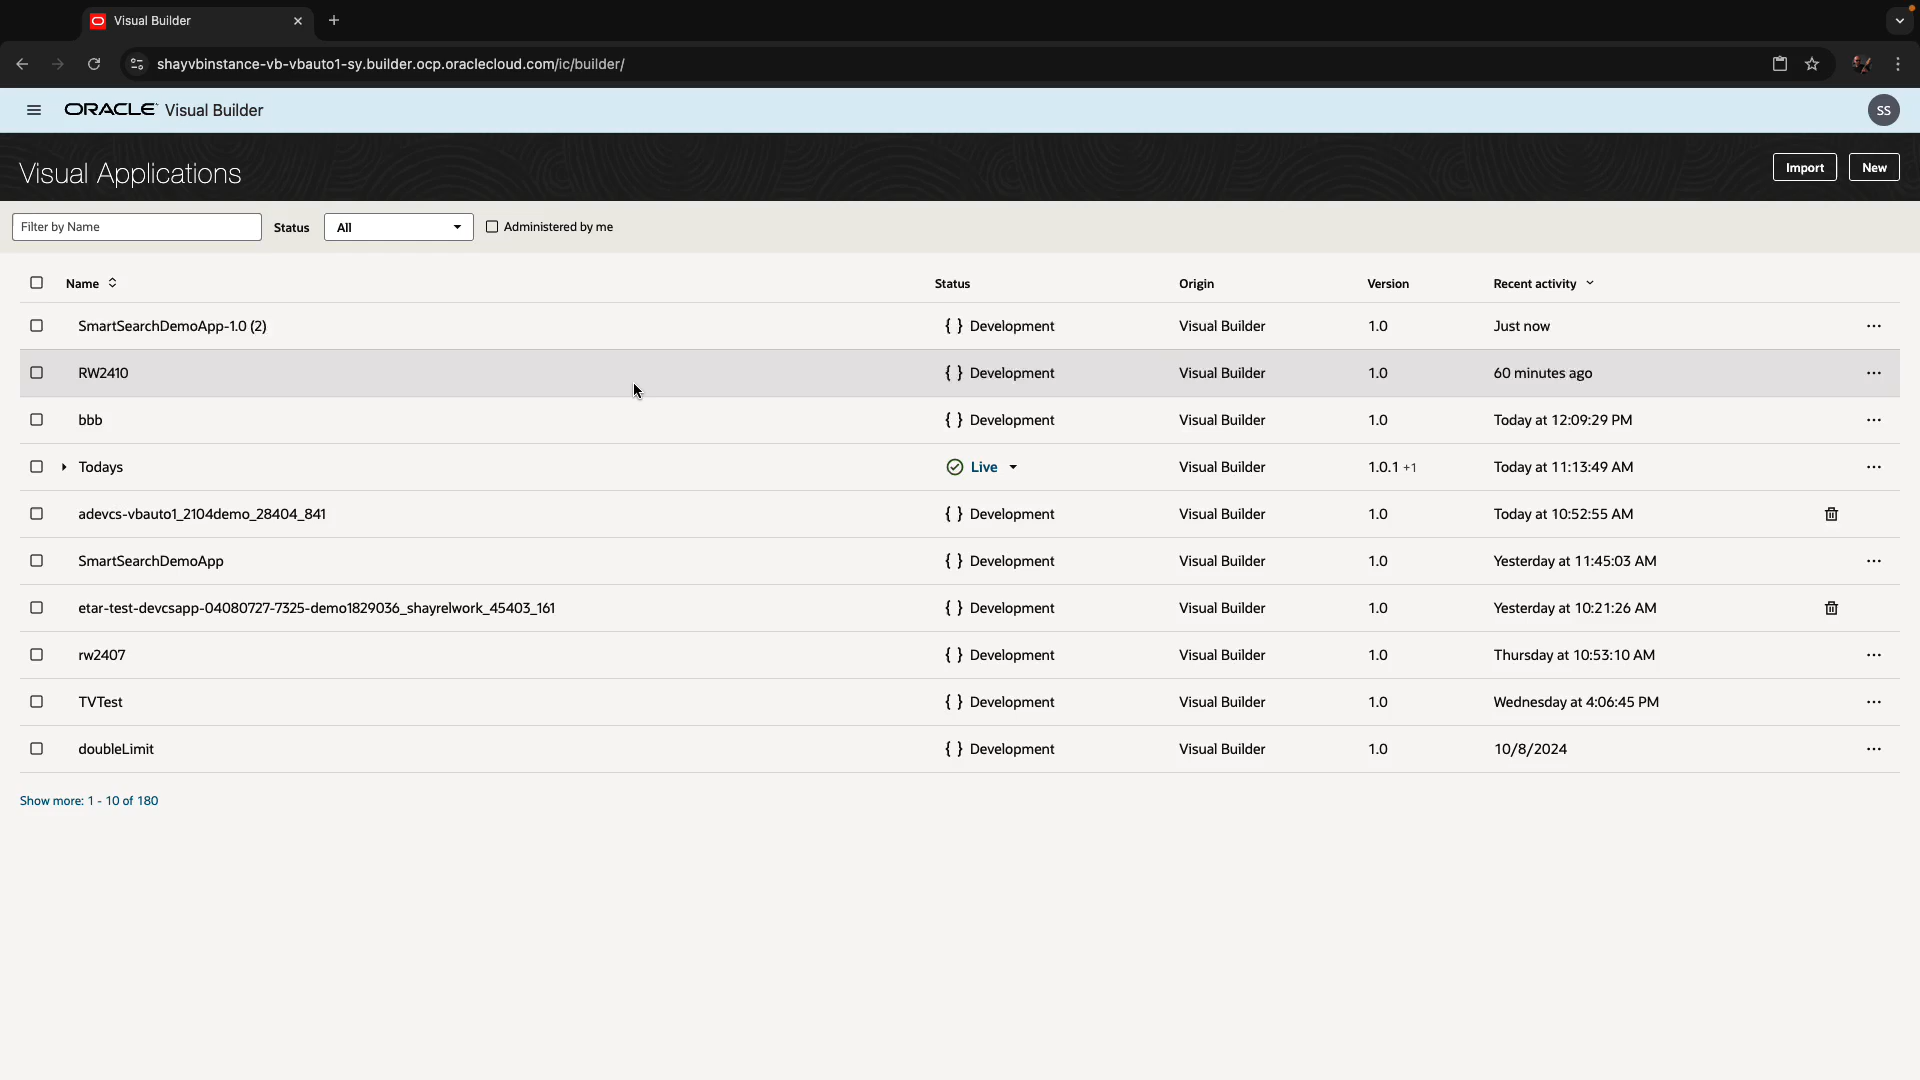 Visual Builder
shayvbinstance-vb-vbauto1-sy.builder.ocp.oraclecloud.com/ic/builder/
ORACLE Visual Builder
SS
Visual Applications
Import
New
Filter by Name
Status
All
Administered by me
Name Status Origin Version Recent activity
SmartSearchDemoApp-1.0 (2) { } Development Visual Builder 1.0 Just now ...
RW2410 { } Development Visual Builder 1.0 60 minutes ago ...
bbb { } Development Visual Builder 1.0 Today at 12:09:29 PM ...
Todays Live Visual Builder 1.0.1 +1 Today at 11:13:49 AM ...
adevcs-vbauto1_2104demo_28404_841 { } Development Visual Builder 1.0 Today at 10:52:55 AM
SmartSearchDemoApp { } Development Visual Builder 1.0 Yesterday at 11:45:03 AM ...
etar-test-devcsapp-04080727-7325-demo1829036_shayrelwork_45403_161 { } Development Visual Builder 1.0 Yesterday at 10:21:26 AM
rw2407 { } Development Visual Builder 1.0 Thursday at 10:53:10 AM ...
TVTest { } Development Visual Builder 1.0 Wednesday at 4:06:45 PM ...
doubleLimit { } Development Visual Builder 1.0 10/8/2024 ...
Show more: 1 - 10 of 180